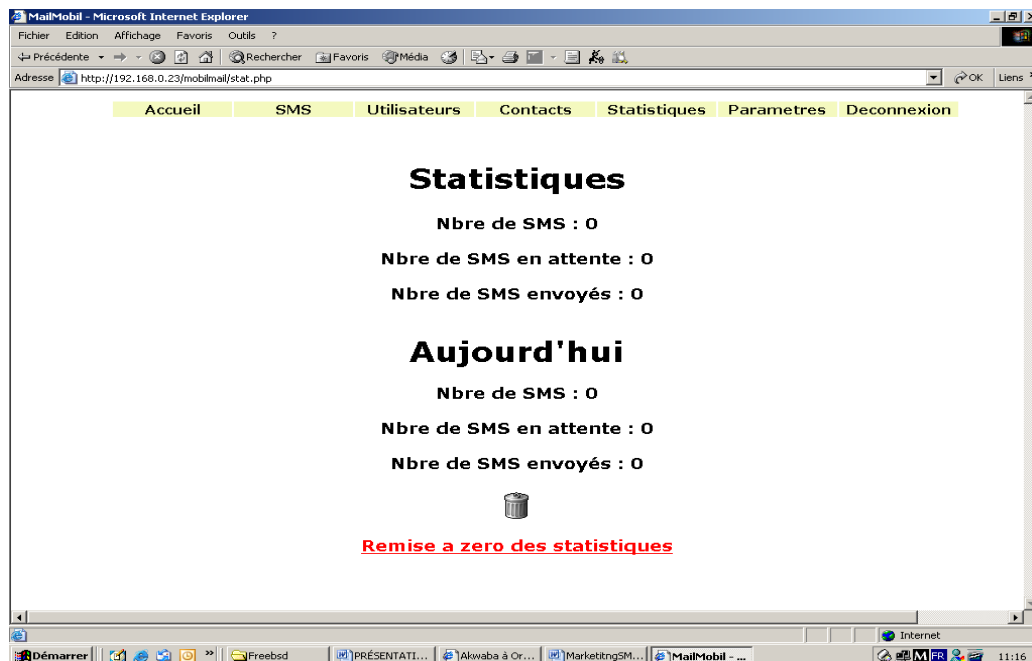 MailMobil - Microsoft Internet Explorer
Fichier Edition Affichage Favoris Outils ?
Précédente Rechercher Favoris Média
Adresse http://192.168.0.23/mobilmail/stat.php OK Liens
Accueil SMS Utilisateurs Contacts Statistiques Parametres Deconnexion
Statistiques
Nbre de SMS : 0
Nbre de SMS en attente : 0
Nbre de SMS envoyés : 0
Aujourd'hui
Nbre de SMS : 0
Nbre de SMS en attente : 0
Nbre de SMS envoyés : 0
Remise a zero des statistiques
Internet
Démarrer » Freebsd PRÉSENTATI... Akwaba à Or... MarketitngSM... MailMobil - ... FR 11:16